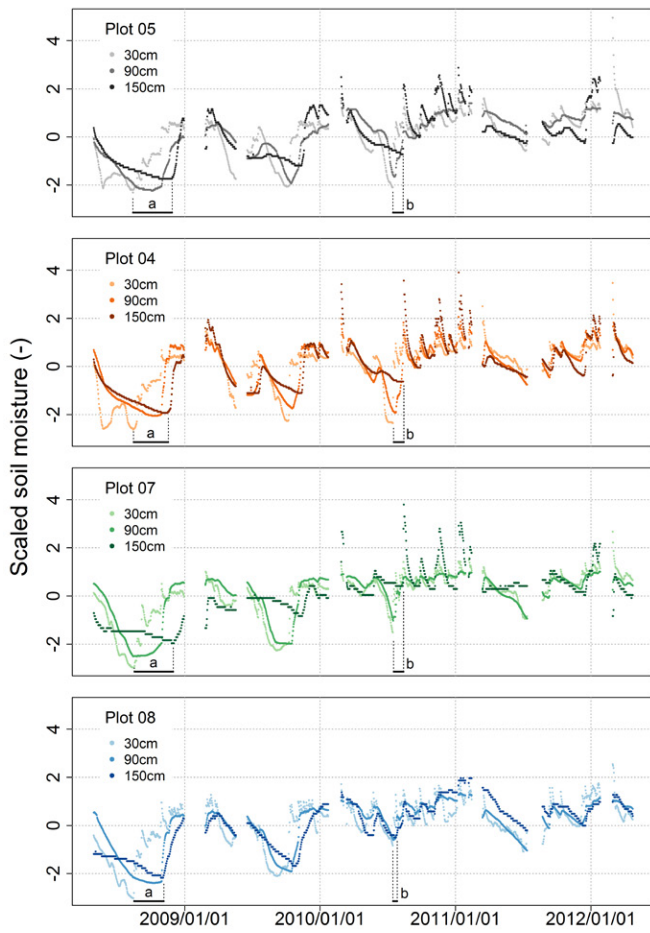 Scaled soil moisture (-)
Plot 05
30cm
90cm
150cm
4
2
0
-2
a
b
Plot 04
30cm
90cm
150cm
4
2
0
-2
a
b
Plot 07
30cm
90cm
150cm
4
2
0
-2
a
b
Plot 08
30cm
90cm
150cm
4
2
0
-2
a
b
2009/01/01 2010/01/01 2011/01/01 2012/01/01